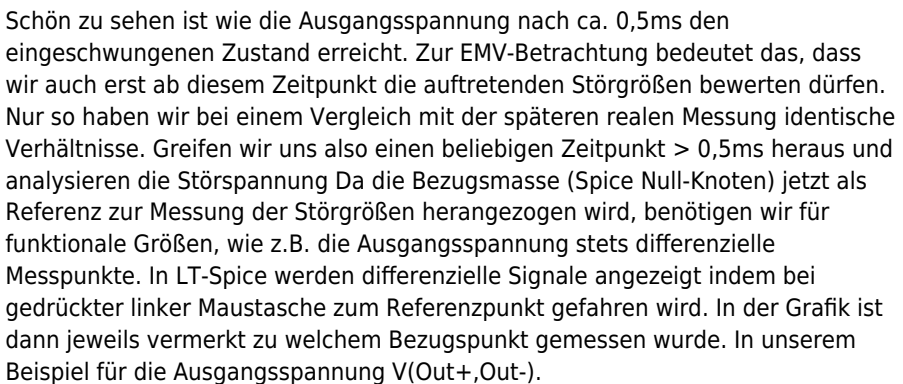 Schön zu sehen ist wie die Ausgangsspannung nach ca. 0,5ms den
eingeschwungenen Zustand erreicht. Zur EMV-Betrachtung bedeutet das, dass
wir auch erst ab diesem Zeitpunkt die auftretenden Störgrößen bewerten dürfen.
Nur so haben wir bei einem Vergleich mit der späteren realen Messung identische
Verhältnisse. Greifen wir uns also einen beliebigen Zeitpunkt > 0,5ms heraus und
analysieren die Störspannung Da die Bezugsmasse (Spice Null-Knoten) jetzt als
Referenz zur Messung der Störgrößen herangezogen wird, benötigen wir für
funktionale Größen, wie z.B. die Ausgangsspannung stets differenzielle
Messpunkte. In LT-Spice werden differenzielle Signale angezeigt indem bei
gedrückter linker Maustasche zum Referenzpunkt gefahren wird. In der Grafik ist
dann jeweils vermerkt zu welchem Bezugspunkt gemessen wurde. In unserem
Beispiel für die Ausgangsspannung V(Out+,Out-).